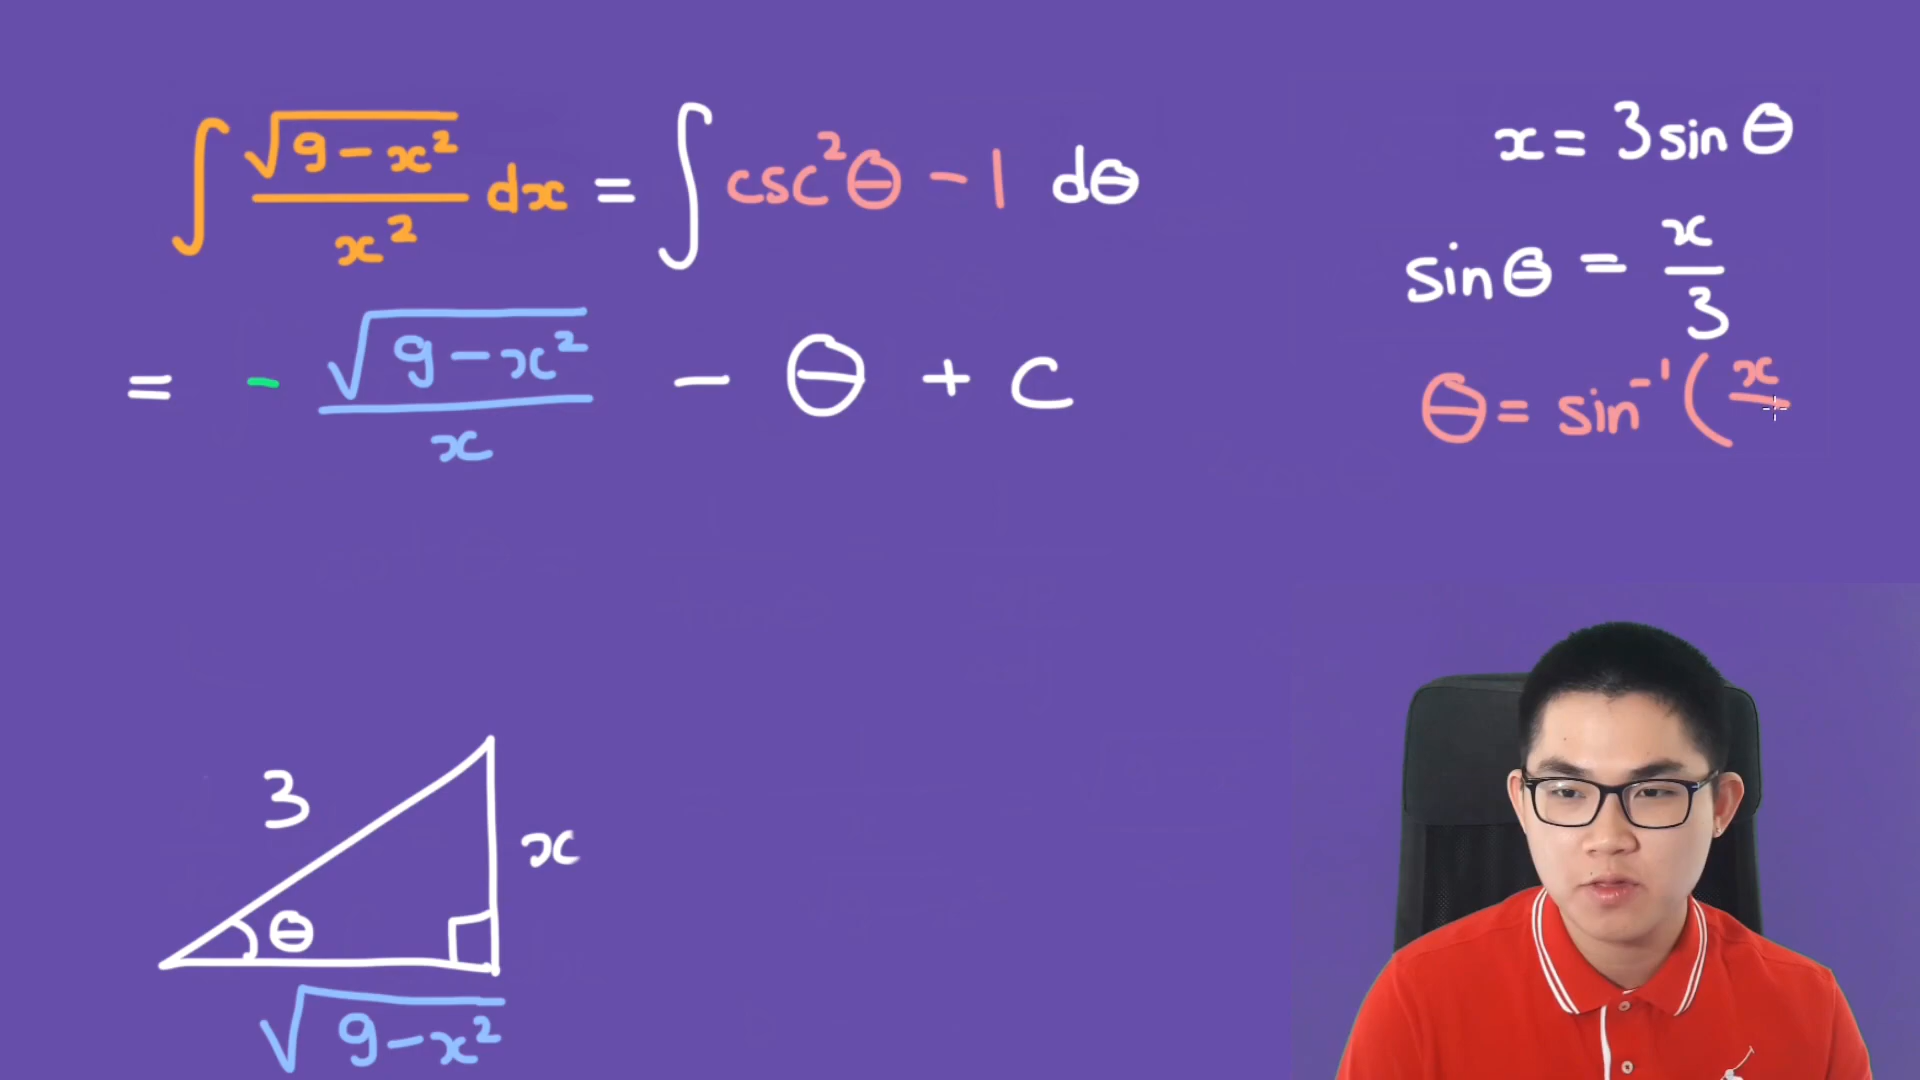 ∫ √(9-x²)/x² dx = ∫ csc²θ - 1 dθ
= - √(9-x²)/x - θ + c
x = 3 sin θ
sin θ = x/3
θ = sin⁻¹(x/
3
x
θ
√(9-x²)